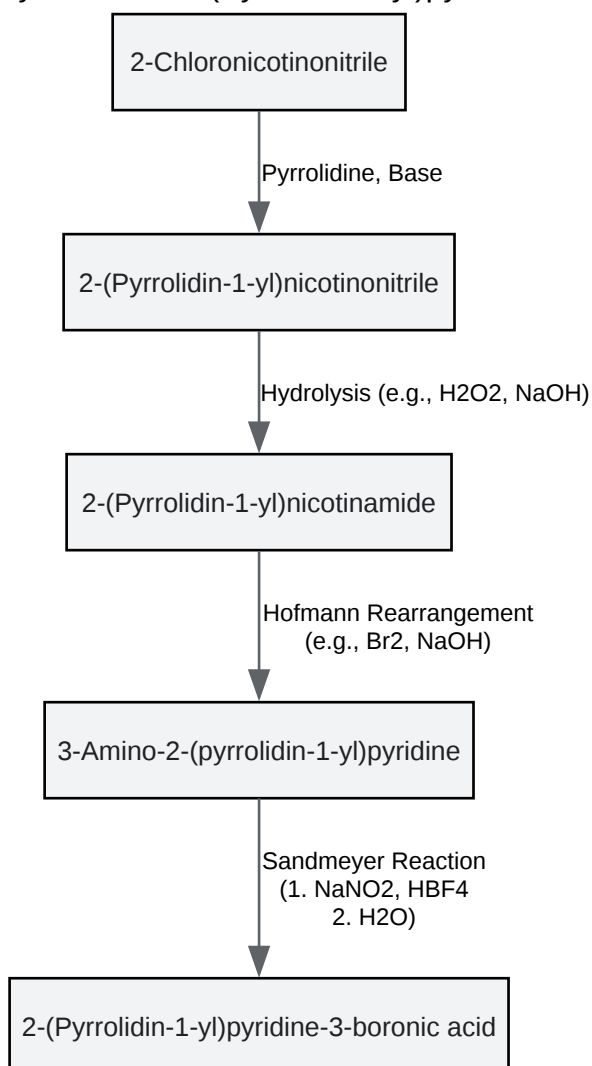 2-Chloronicotinonitrile
Pyrrolidine, Base
2-(Pyrrolidin-1-yl)nicotinonitrile
Hydrolysis (e.g., H2O2, NaOH)
2-(Pyrrolidin-1-yl)nicotinamide
Hofmann Rearrangement
(e.g., Br2, NaOH)
3-Amino-2-(pyrrolidin-1-yl)pyridine
Sandmeyer Reaction
(1. NaNO2, HBF4
2. H2O)
2-(Pyrrolidin-1-yl)pyridine-3-boronic acid